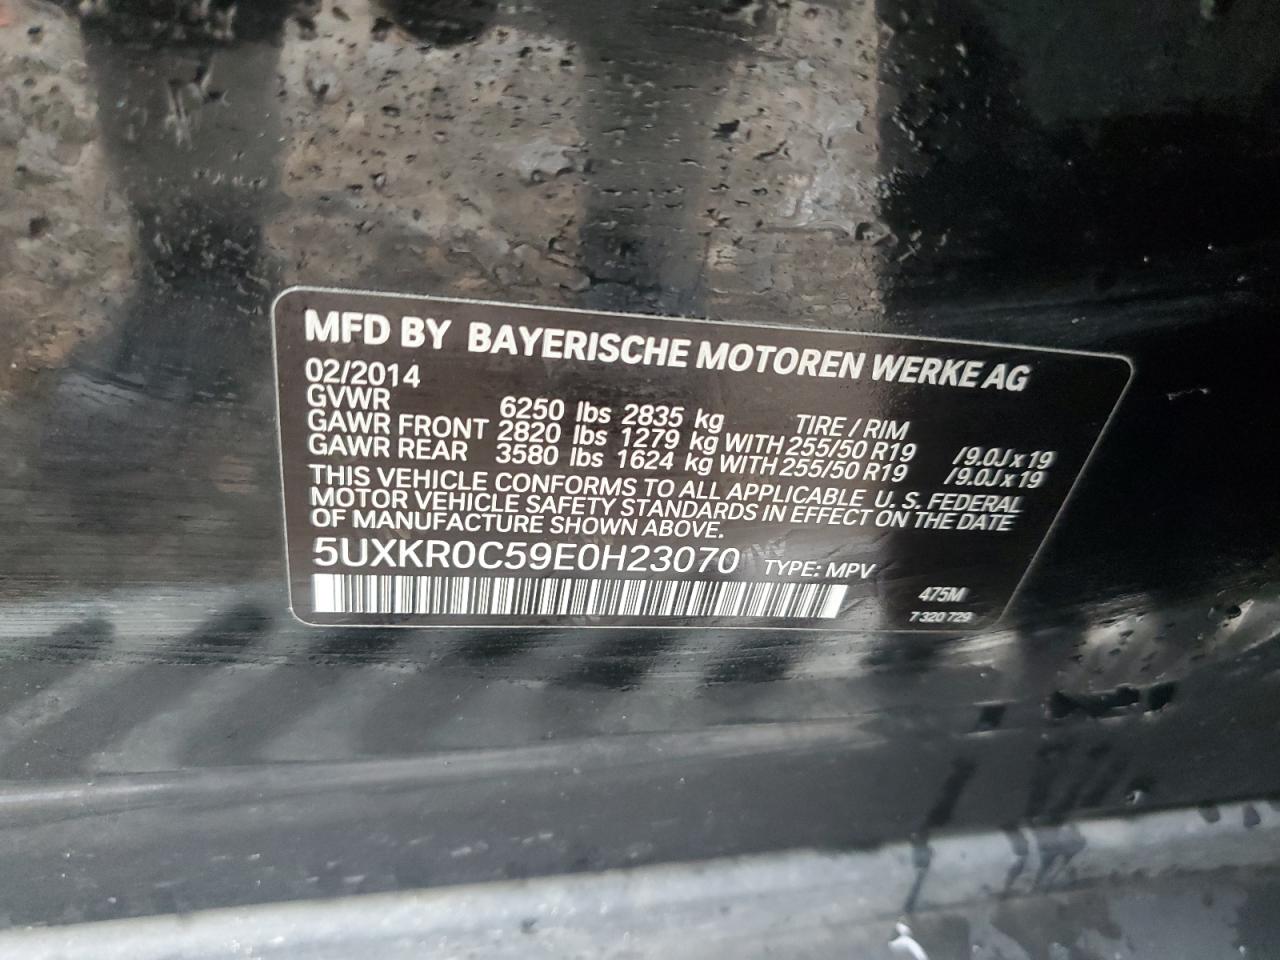 MFD BY BAYERISCHE MOTOREN WERKE AG
02/2014
GVWR 6250 lbs 2835 kg TIRE / RIM
GAWR FRONT 2820 lbs 1279 kg WITH 255/50 R19 /9.0J x 19
GAWR REAR 3580 lbs 1624 kg WITH 255/50 R19 /9.0J x 19
THIS VEHICLE CONFORMS TO ALL APPLICABLE U. S. FEDERAL
MOTOR VEHICLE SAFETY STANDARDS IN EFFECT ON THE DATE
OF MANUFACTURE SHOWN ABOVE.
5UXKR0C59E0H23070 TYPE: MPV
475M
7 320 729